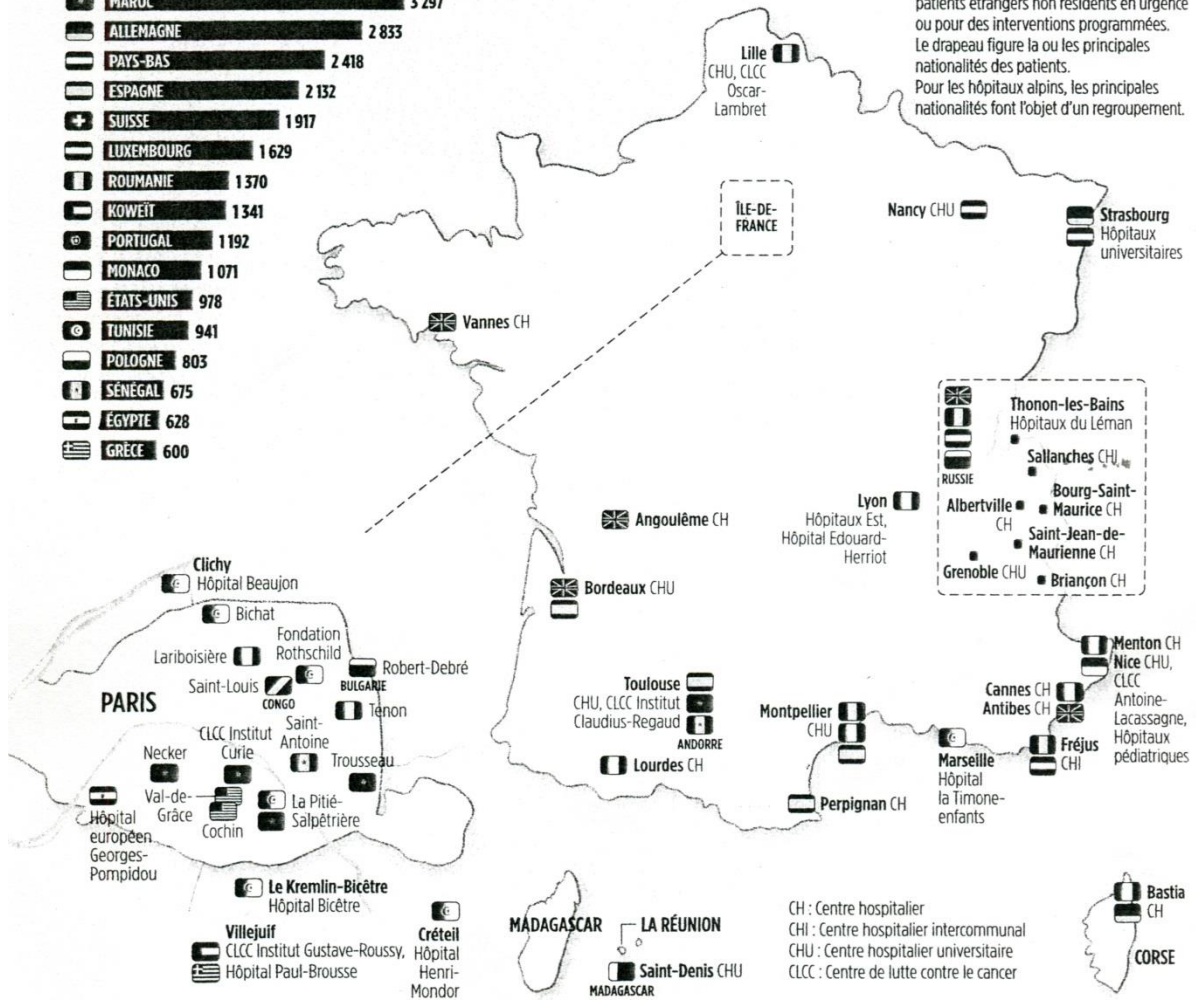 MAROC 3 297
ALLEMAGNE 2 833
PAYS-BAS 2 418
ESPAGNE 2 132
SUISSE 1 917
LUXEMBOURG 1 629
ROUMANIE 1 370
KOWEÏT 1 341
PORTUGAL 1 192
MONACO 1 071
ÉTATS-UNIS 978
TUNISIE 941
POLOGNE 803
SÉNÉGAL 675
ÉGYPTE 628
GRÈCE 600
patients étrangers non résidents en urgence
ou pour des interventions programmées.
Le drapeau figure la ou les principales
nationalités des patients.
Pour les hôpitaux alpins, les principales
nationalités font l'objet d'un regroupement.
Lille
CHU, CLCC
Oscar-
Lambret
ÎLE-DE-
FRANCE
Nancy CHU
Strasbourg
Hôpitaux
universitaires
Vannes CH
RUSSIE
Thonon-les-Bains
Hôpitaux du Léman
Sallanches CHI
Albertville
CH
Bourg-Saint-
Maurice CH
Saint-Jean-de-
Maurienne CH
Grenoble CHU
Briançon CH
Lyon
Hôpitaux Est,
Hôpital Edouard-
Herriot
Angoulême CH
Bordeaux CHU
Toulouse
CHU, CLCC Institut
Claudius-Regaud
ANDORRE
Lourdes CH
Montpellier
CHU
Perpignan CH
Marseille
Hôpital
la Timone-
enfants
Menton CH
Nice CHU,
CLCC
Antoine-
Lacassagne,
Hôpitaux
pédiatriques
Cannes CH
Antibes CH
Fréjus
CHI
Clichy
Hôpital Beaujon
Bichat
Lariboisière
Fondation
Rothschild
Robert-Debré
BULGARIE
Saint-Louis
CONGO
PARIS
Tenon
Saint-
Antoine
CLCC Institut
Curie
Necker
Trousseau
Val-de-
Grâce
Cochin
La Pitié-
Salpêtrière
Hôpital
européen
Georges-
Pompidou
Le Kremlin-Bicêtre
Hôpital Bicêtre
Villejuif
CLCC Institut Gustave-Roussy,
Hôpital Paul-Brousse
Créteil
Hôpital
Henri-
Mondor
MADAGASCAR
LA RÉUNION
Saint-Denis CHU
MADAGASCAR
CH : Centre hospitalier
CHI : Centre hospitalier intercommunal
CHU : Centre hospitalier universitaire
CLCC : Centre de lutte contre le cancer
Bastia
CH
CORSE